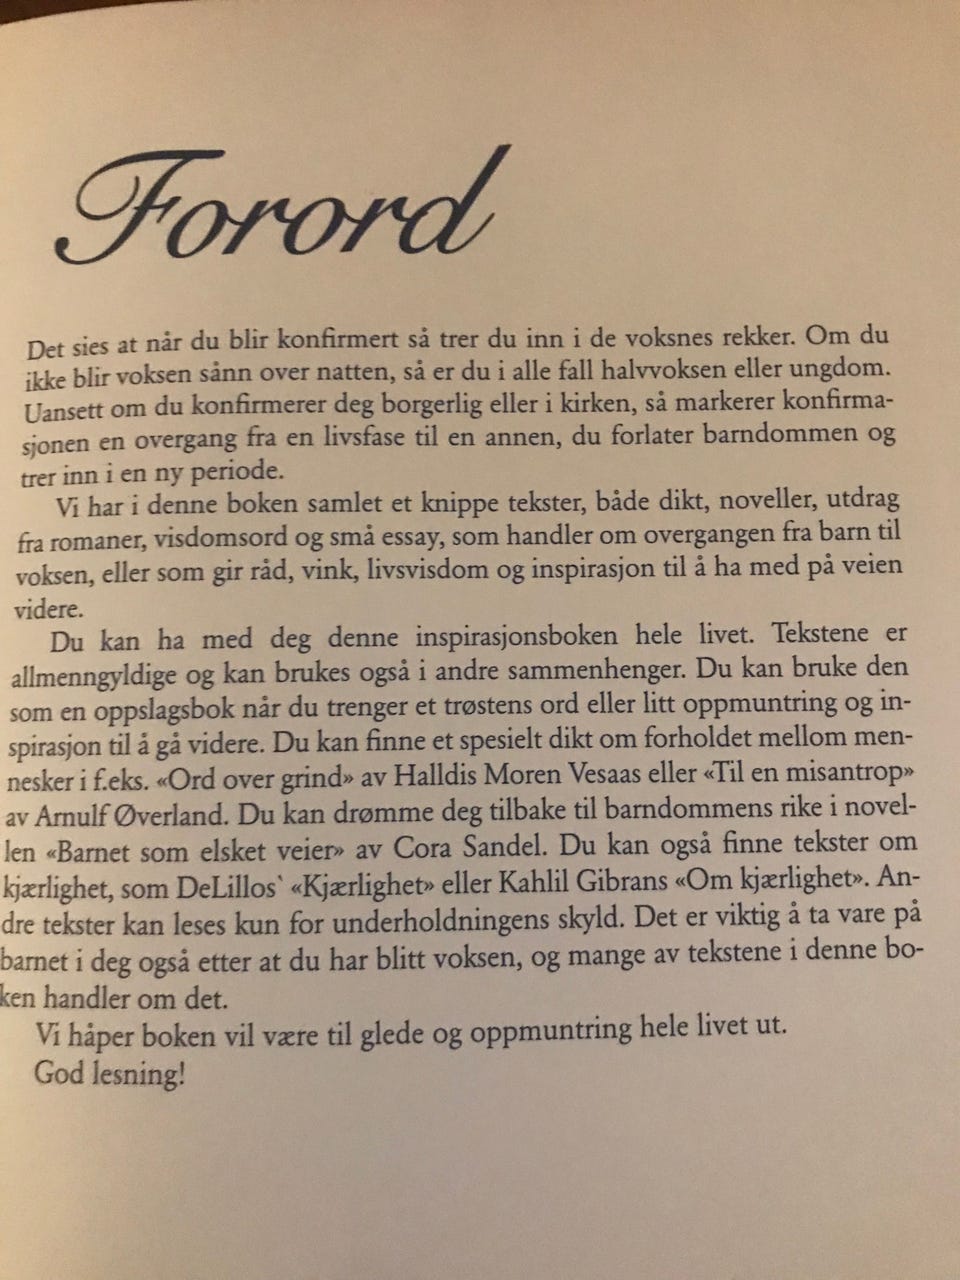 Forord
Det sies at når du blir konfirmert så trer du inn i de voksnes rekker. Om du
ikke blir voksen sånn over natten, så er du i alle fall halvvoksen eller ungdom.
Uansett om du konfirmerer deg borgerlig eller i kirken, så markerer konfirma-
sjonen en overgang fra en livsfase til en annen, du forlater barndommen og
trer inn i en ny periode.
Vi har i denne boken samlet et knippe tekster, både dikt, noveller, utdrag
fra romaner, visdomsord og små essay, som handler om overgangen fra barn til
voksen, eller som gir råd, vink, livsvisdom og inspirasjon til å ha med på veien
videre.
Du kan ha med deg denne inspirasjonsboken hele livet. Tekstene er
allmenngyldige og kan brukes også i andre sammenhenger. Du kan bruke den
som en oppslagsbok når du trenger et trøstens ord eller litt oppmuntring og in-
spirasjon til å gå videre. Du kan finne et spesielt dikt om forholdet mellom men-
nesker i f.eks. «Ord over grind» av Halldis Moren Vesaas eller «Til en misantrop»
av Arnulf Øverland. Du kan drømme deg tilbake til barndommens rike i novel-
len «Barnet som elsket veier» av Cora Sandel. Du kan også finne tekster om
kjærlighet, som DeLillos` «Kjærlighet» eller Kahlil Gibrans «Om kjærlighet». An-
dre tekster kan leses kun for underholdningens skyld. Det er viktig å ta vare på
barnet i deg også etter at du har blitt voksen, og mange av tekstene i denne bo-
ken handler om det.
Vi håper boken vil være til glede og oppmuntring hele livet ut.
God lesning!